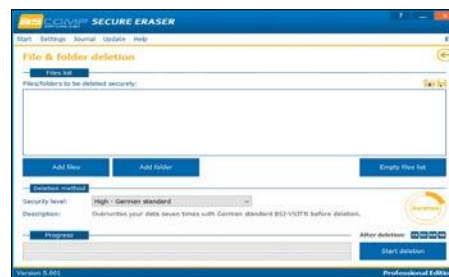 ASCOMP SECURE ERASER
Start Settings Journal Update Help
File & folder deletion
Files list
Files/folders to be deleted securely:
Add files Add folder Empty files list
Deletion method
Security level: High - German standard
Description: Overwrites your data seven times with German standard BSI-VSITR before deletion.
Progress After deletion:
Start deletion
Version 5.001 Professional Editio